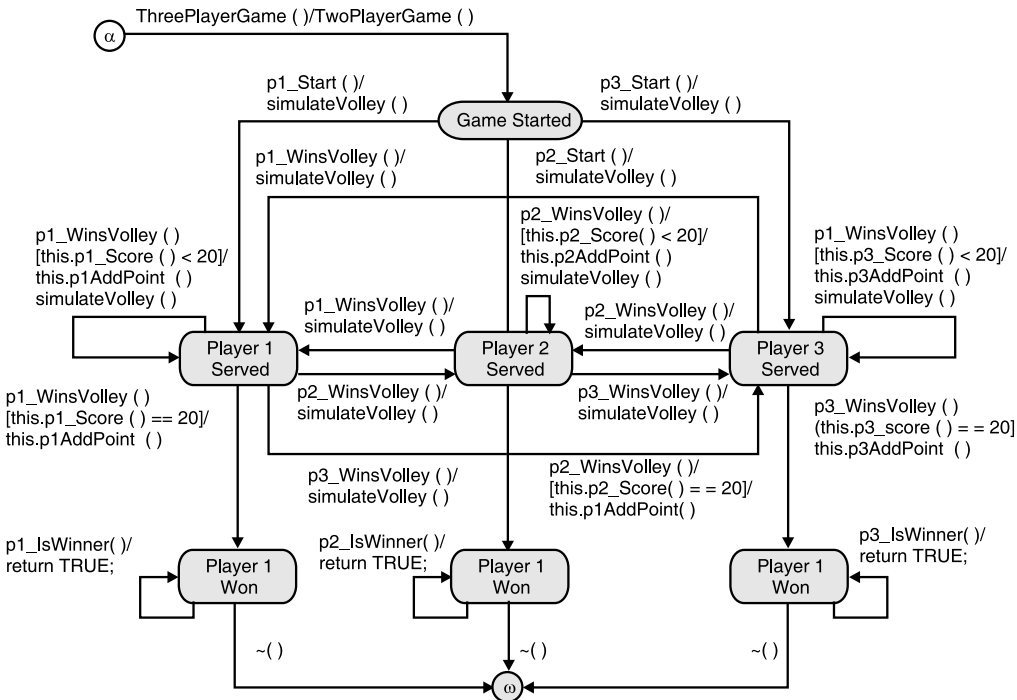 ThreePlayerGame ( )/TwoPlayerGame ( )
α
p1_Start ( )/
simulateVolley ( )
p3_Start ( )/
simulateVolley ( )
Game Started
p1_WinsVolley ( )/
simulateVolley ( )
p2_Start ( )/
simulateVolley ( )
p1_WinsVolley ( )
[this.p1_Score ( ) < 20]/
this.p1AddPoint ( )
simulateVolley ( )
p2_WinsVolley ( )/
[this.p2_Score( ) < 20]/
this.p2AddPoint ( )
simulateVolley ( )
p1_WinsVolley ( )
[this.p3_Score ( ) < 20]/
this.p3AddPoint ( )
simulateVolley ( )
p1_WinsVolley ( )/
simulateVolley ( )
p2_WinsVolley ( )/
simulateVolley ( )
Player 1
Served
Player 2
Served
Player 3
Served
p1_WinsVolley ( )
[this.p1_Score ( ) == 20]/
this.p1AddPoint ( )
p2_WinsVolley ( )/
simulateVolley ( )
p3_WinsVolley ( )/
simulateVolley ( )
p3_WinsVolley ( )
(this.p3_score ( ) = = 20]
this.p3AddPoint ( )
p3_WinsVolley ( )/
simulateVolley ( )
p2_WinsVolley ( )/
[this.p2_Score( ) = = 20]/
this.p1AddPoint( )
p1_IsWinner( )/
return TRUE;
p2_IsWinner( )/
return TRUE;
p3_IsWinner( )/
return TRUE;
Player 1
Won
Player 1
Won
Player 1
Won
~( )
~( )
~( )
ω